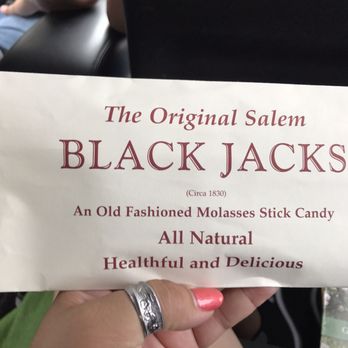 The Original Salem
BLACK JACKS
(Circa 1830)
An Old Fashioned Molasses Stick Candy
All Natural
Healthful and Delicious